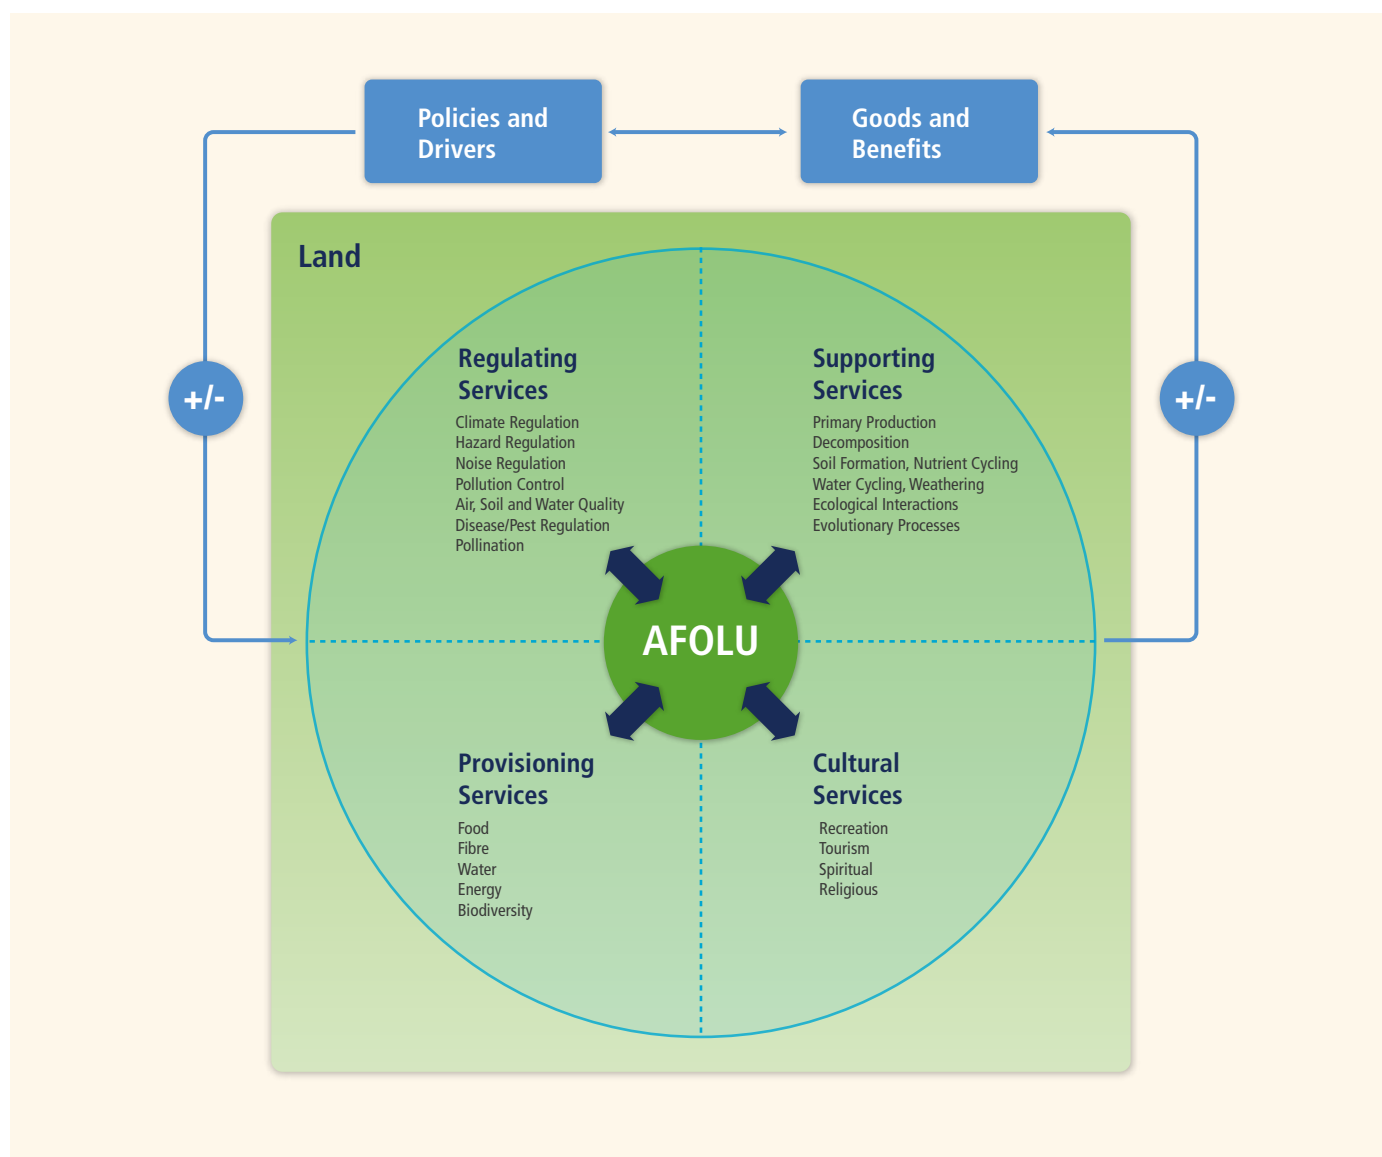 Policies and
Drivers
Goods and
Benefits
Land
+/-
+/-
Regulating
Services
Climate Regulation
Hazard Regulation
Noise Regulation
Pollution Control
Air, Soil and Water Quality
Disease/Pest Regulation
Pollination
Supporting
Services
Primary Production
Decomposition
Soil Formation, Nutrient Cycling
Water Cycling, Weathering
Ecological Interactions
Evolutionary Processes
AFOLU
Provisioning
Services
Food
Fibre
Water
Energy
Biodiversity
Cultural
Services
Recreation
Tourism
Spiritual
Religious